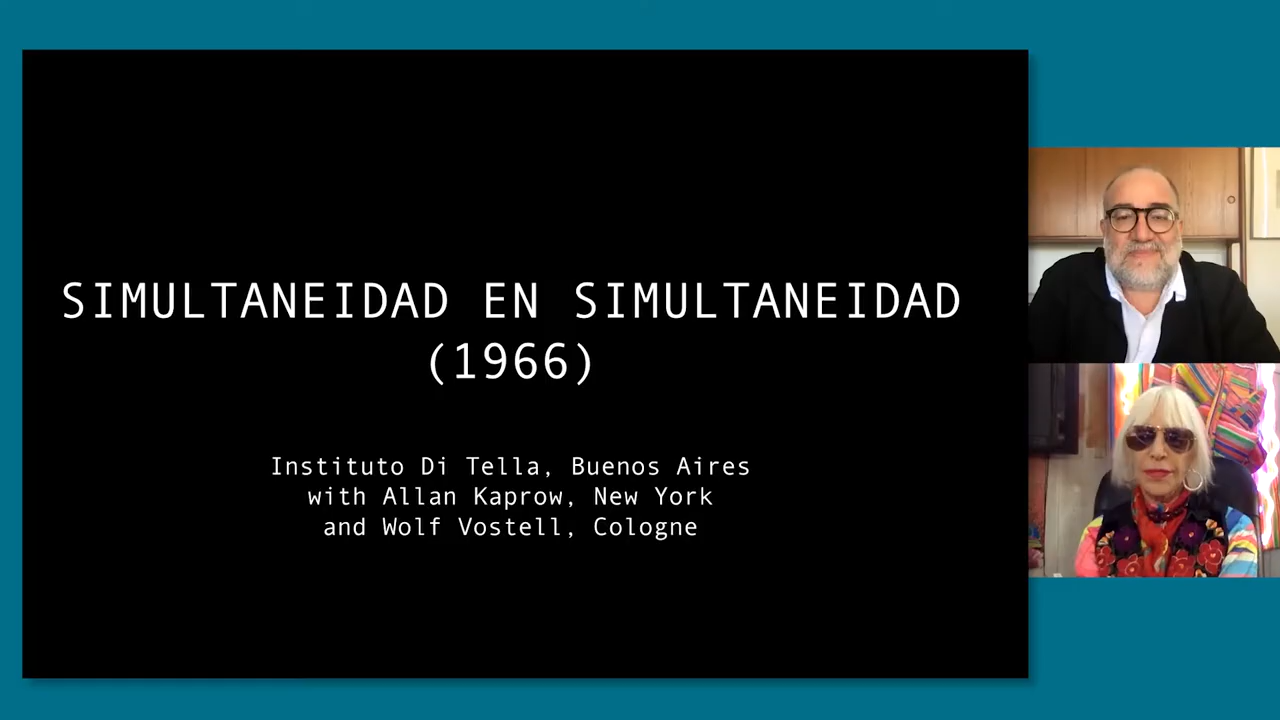 SIMULTANEIDAD EN SIMULTANEIDAD
(1966)
Instituto Di Tella, Buenos Aires
with Allan Kaprow, New York
and Wolf Vostell, Cologne